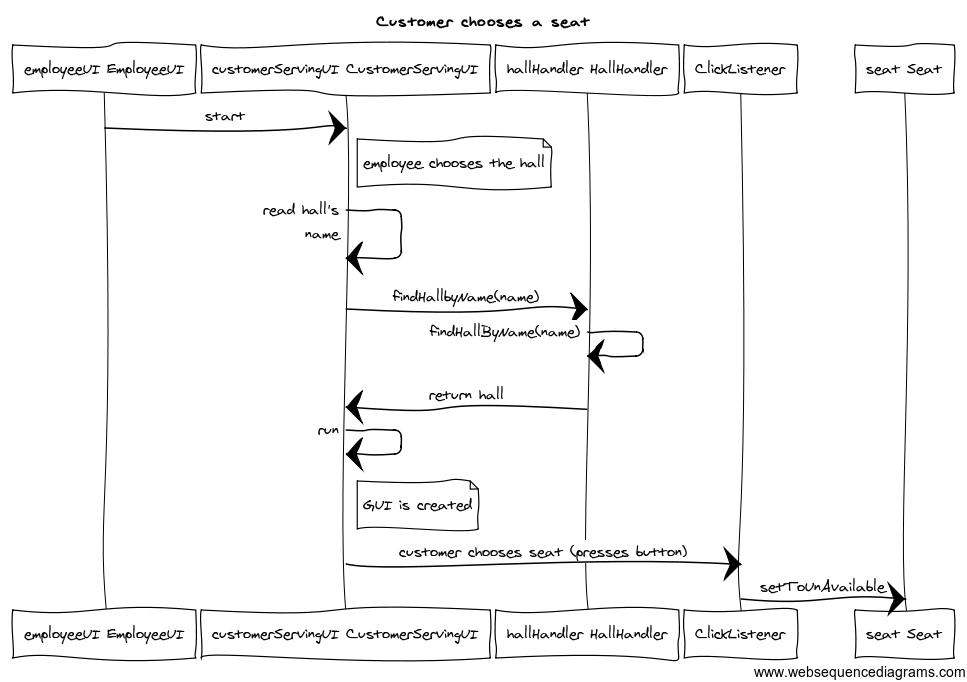 Customer chooses a seat
employeeUI EmployeeUI
customerServingUI CustomerServingUI
hallHandler HallHandler
ClickListener
seat Seat
start
employee chooses the hall
read hall's
name
findHallbyName(name)
findHallByName(name)
return hall
run
GUI is created
customer chooses seat (presses button)
setToUnAvailable
employeeUI EmployeeUI
customerServingUI CustomerServingUI
hallHandler HallHandler
ClickListener
seat Seat
www.websequencediagrams.com